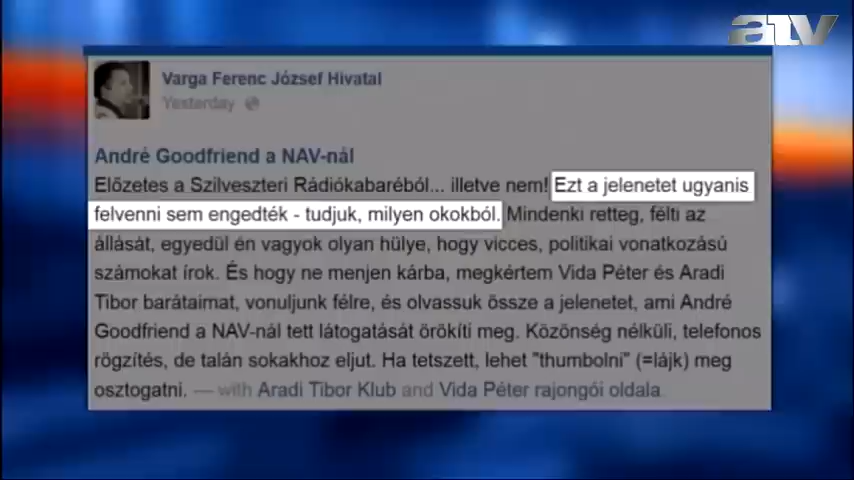 atv
Varga Ferenc József Hivatal
Yesterday
André Goodfriend a NAV-nál
Előzetes a Szilveszteri Rádiókabaréból... illetve nem! Ezt a jelenetet ugyanis
felvenni sem engedték - tudjuk, milyen okokból. Mindenki retteg, félti az
állását, egyedül én vagyok olyan hülye, hogy vicces, politikai vonatkozású
számokat írok. És hogy ne menjen kárba, megkértem Vida Péter és Aradi
Tibor barátaimat, vonuljunk félre, és olvassuk össze a jelenetet, ami André
Goodfriend a NAV-nál tett látogatását örökíti meg. Közönség nélküli, telefonos
rögzítés, de talán sokakhoz eljut. Ha tetszett, lehet "thumbolni" (=lájk) meg
osztogatni. — with Aradi Tibor Klub and Vida Péter rajongói oldala.